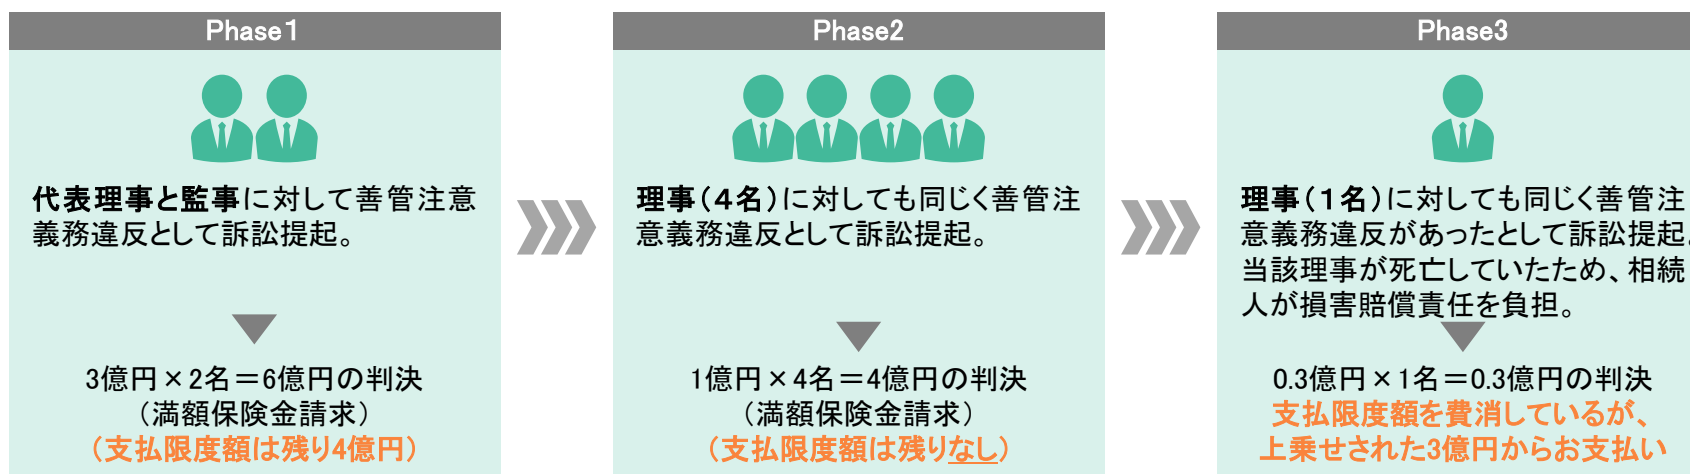 Phase1
代表理事と監事に対して善管注意
義務違反として訴訟提起。
3億円×2名＝6億円の判決
（満額保険金請求）
（支払限度額は残り4億円）
Phase2
理事（4名）に対しても同じく善管注
意義務違反として訴訟提起。
1億円×4名＝4億円の判決
（満額保険金請求）
（支払限度額は残りなし）
Phase3
理事（1名）に対しても同じく善管注
意義務違反があったとして訴訟提起。
当該理事が死亡していたため、相続
人が損害賠償責任を負担。
0.3億円×1名＝0.3億円の判決
支払限度額を費消しているが、
上乗せされた3億円からお支払い